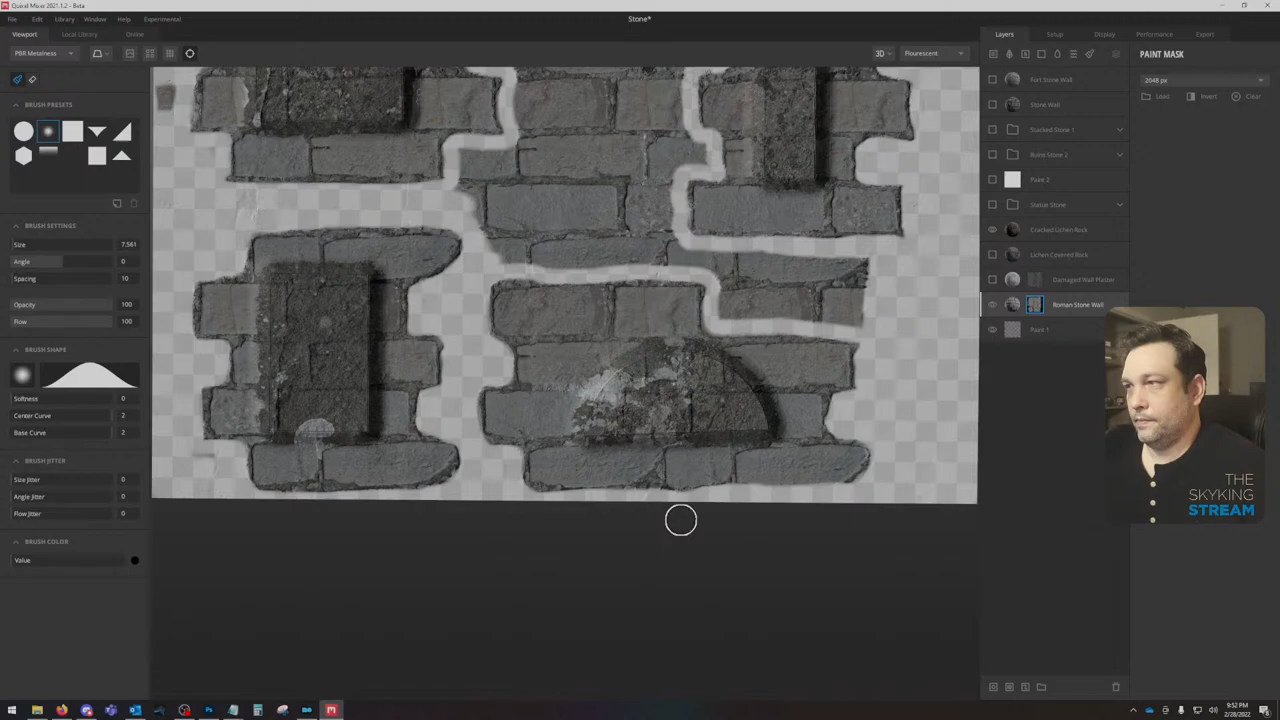 Quixel Mixer 2021.1.2 - Beta
File Edit Library Window Help Experimental
Stone*
Viewport Local Library Online
Layers Setup Display Performance Export
PBR Metalness
3D Flourescent
PAINT MASK
2048 px
Load Invert Clear
BRUSH PRESETS
BRUSH SETTINGS
Size 7.561
Angle 0
Spacing 10
Opacity 100
Flow 100
BRUSH SHAPE
Softness 0
Center Curve 2
Base Curve 2
BRUSH JITTER
Size Jitter 0
Angle Jitter 0
Flow Jitter 0
BRUSH COLOR
Value
Fort Stone Wall
Stone Wall
Stacked Stone 1
Ruins Stone 2
Paint 2
Statue Stone
Cracked Lichen Rock
Lichen Covered Rock
Damaged Wall Plaster
Roman Stone Wall
Paint 1
THE
SKYKING
STREAM
9:52 PM
2/28/2022